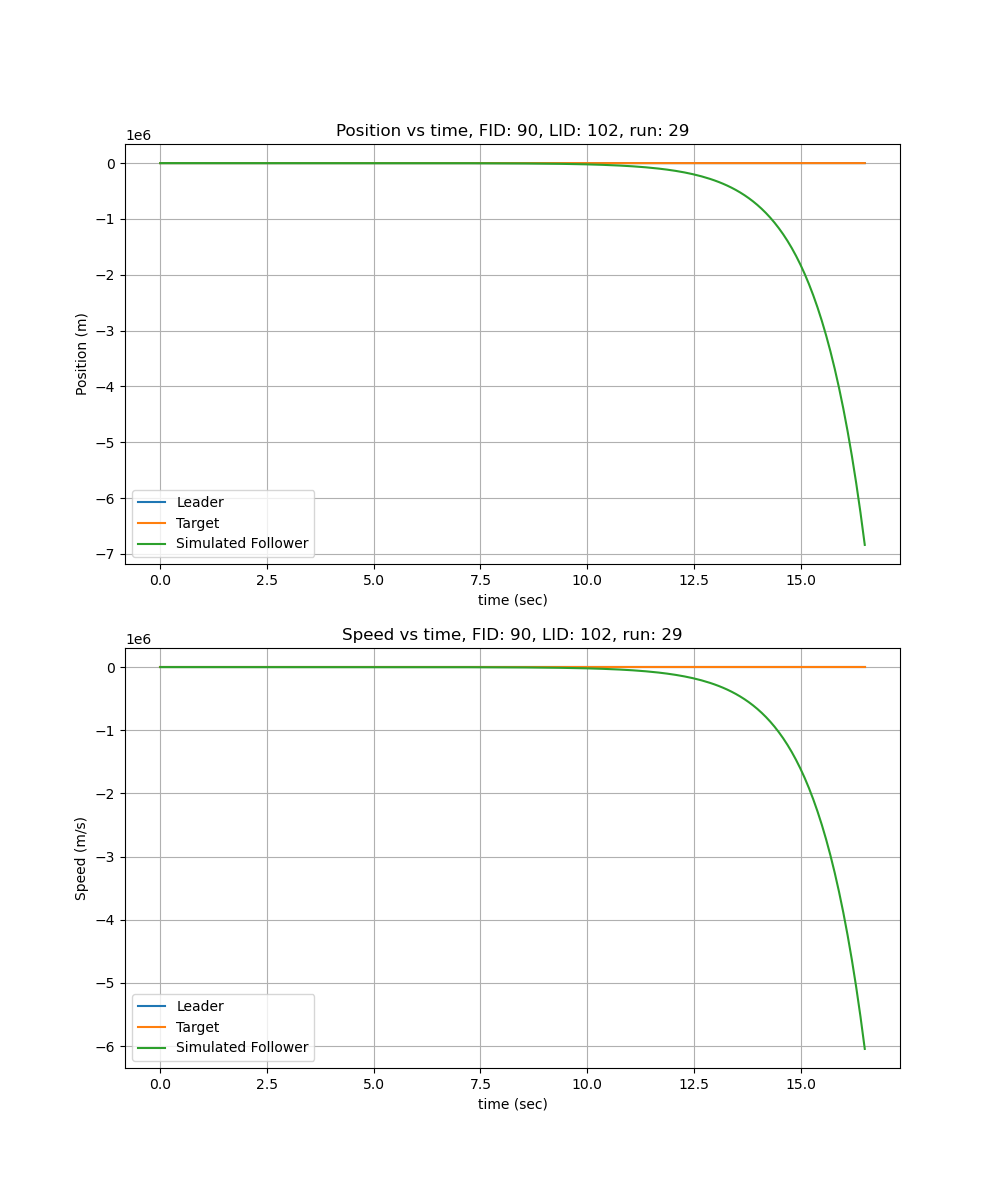 Position vs time, FID: 90, LID: 102, run: 29
1e6
0
−1
−2
−3
−4
−5
−6
−7
Position (m)
Leader
Target
Simulated Follower
0.0 2.5 5.0 7.5 10.0 12.5 15.0
time (sec)
Speed vs time, FID: 90, LID: 102, run: 29
1e6
0
−1
−2
−3
−4
−5
−6
Speed (m/s)
Leader
Target
Simulated Follower
0.0 2.5 5.0 7.5 10.0 12.5 15.0
time (sec)